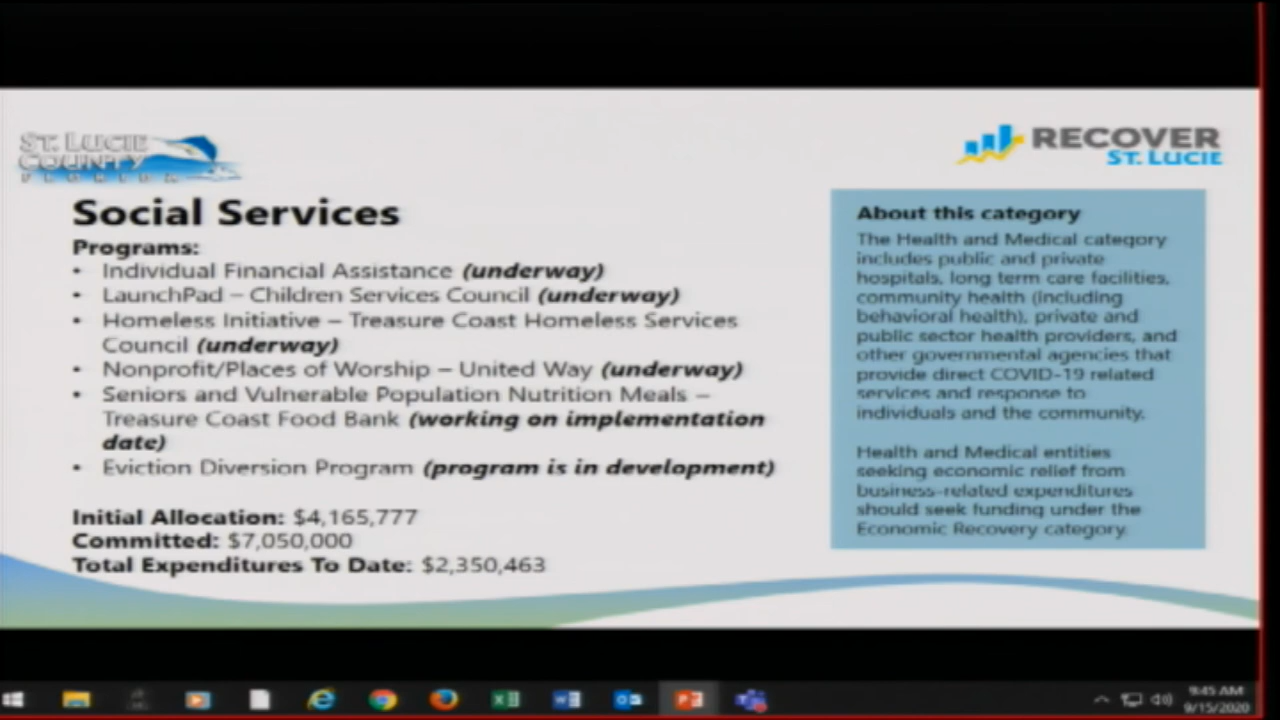 ST. LUCIE
COUNTY
FLORIDA
RECOVER
ST. LUCIE
Social Services
Programs:
• Individual Financial Assistance (underway)
• LaunchPad – Children Services Council (underway)
• Homeless Initiative – Treasure Coast Homeless Services
Council (underway)
• Nonprofit/Places of Worship – United Way (underway)
• Seniors and Vulnerable Population Nutrition Meals –
Treasure Coast Food Bank (working on implementation
date)
• Eviction Diversion Program (program is in development)
Initial Allocation: $4,165,777
Committed: $7,050,000
Total Expenditures To Date: $2,350,463
About this category
The Health and Medical category
includes public and private
hospitals, long term care facilities,
community health (including
behavioral health), private and
public sector health providers, and
other governmental agencies that
provide direct COVID-19 related
services and response to
individuals and the community.
Health and Medical entities
seeking economic relief from
business-related expenditures
should seek funding under the
Economic Recovery category.
9:45 AM
9/15/2020